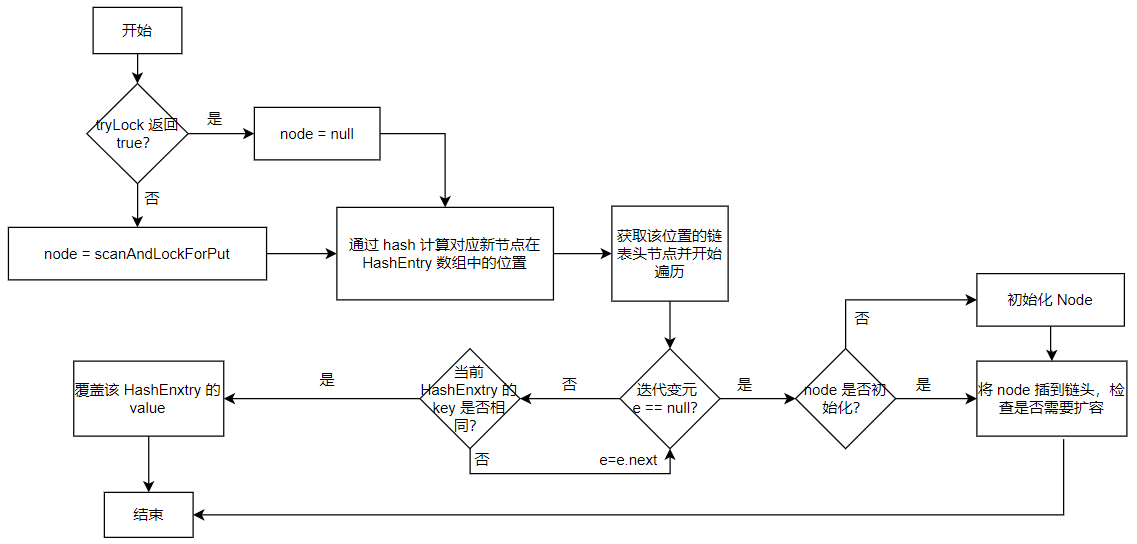 开始
tryLock 返回
true？
是
node = null
否
node = scanAndLockForPut
通过 hash 计算对应新节点在
HashEntry 数组中的位置
获取该位置的链
表头节点并开始
遍历
初始化 Node
否
当前
HashEnxtry 的
key 是否相
同？
否
迭代变元
e == null？
是
node 是否初
始化？
是
将 node 插到链头，检
查是否需要扩容
是
覆盖该 HashEnxtry 的
value
否
e=e.next
结束